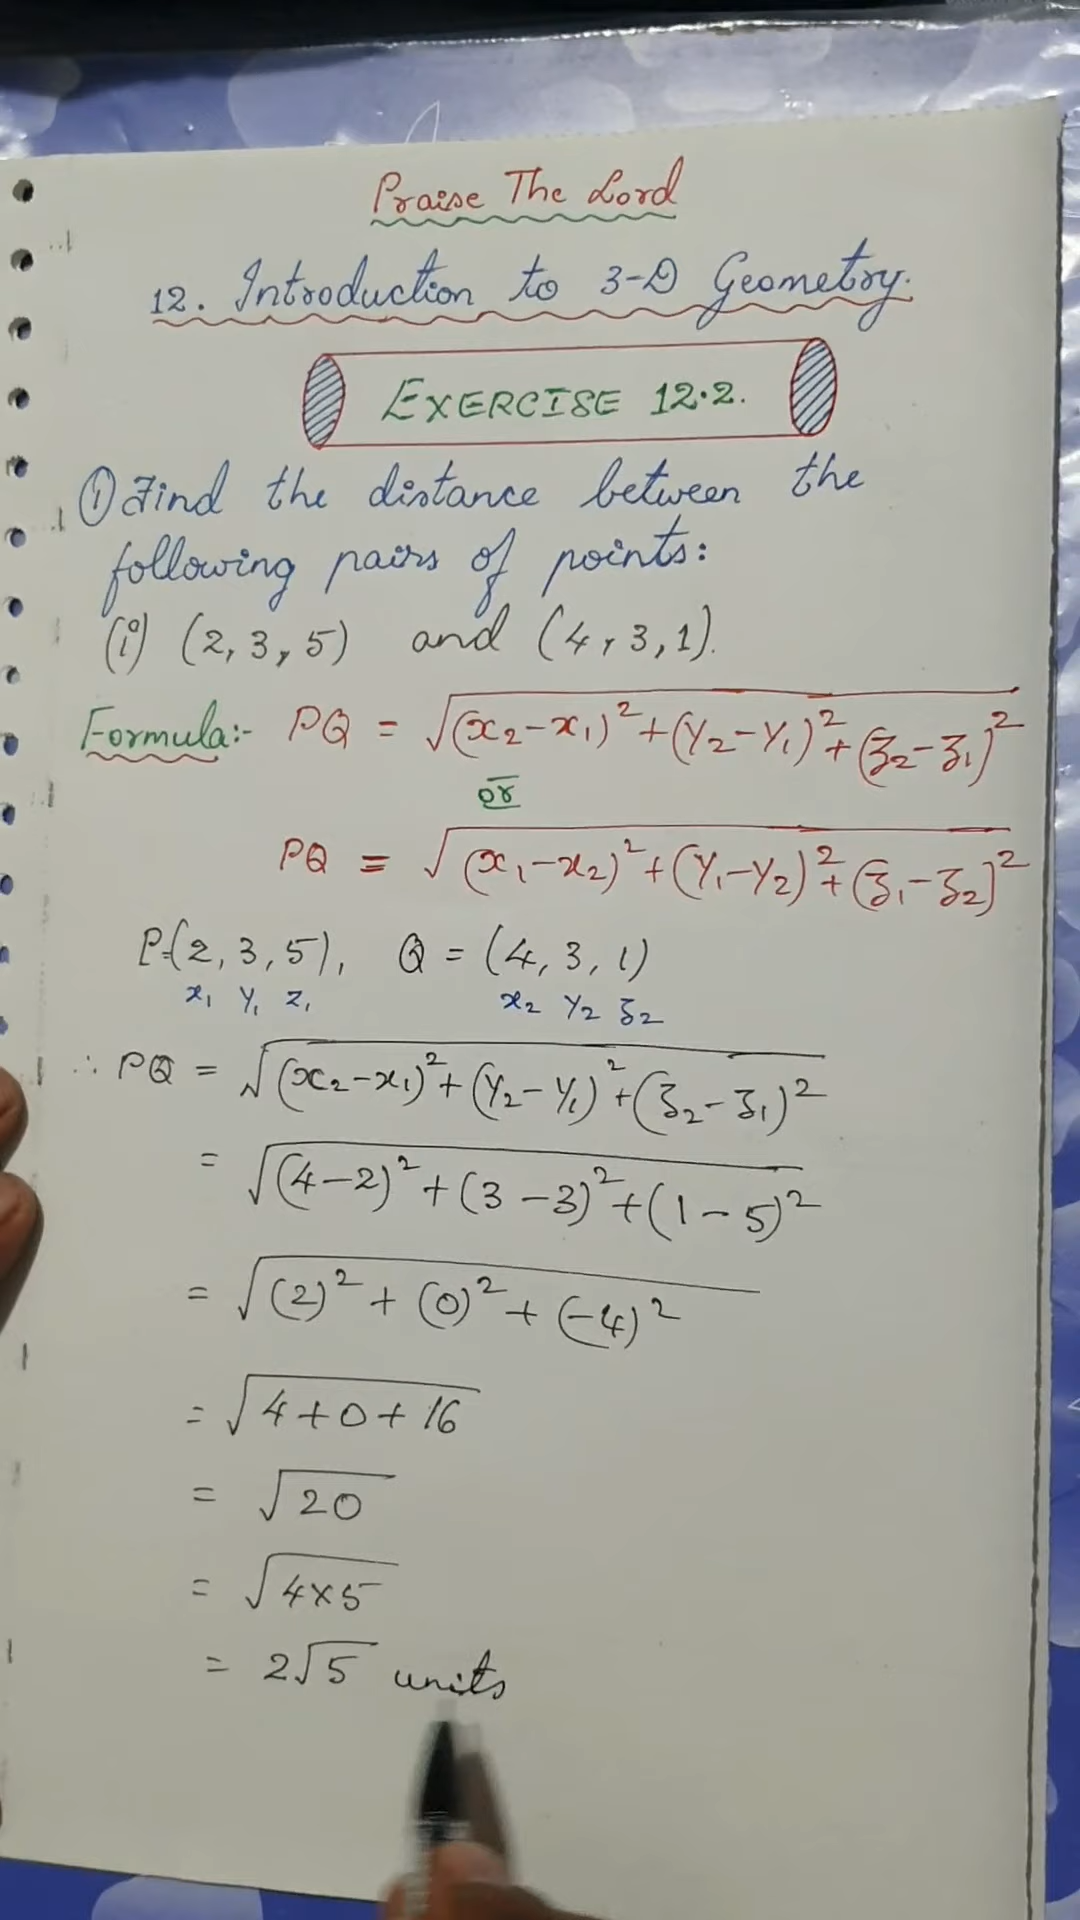 Praise The Lord
12. Introduction to 3-D Geometry.
EXERCISE 12.2.
① Find the distance between the
following pairs of points:
(i) (2, 3, 5) and (4, 3, 1).
Formula:- PQ = √(x₂-x₁)²+(y₂-y₁)²+(z₂-z₁)²
or
PQ = √(x₁-x₂)²+(y₁-y₂)²+(z₁-z₂)²
P=(2, 3, 5), Q = (4, 3, 1)
x₁ y₁ z₁ x₂ y₂ z₂
∴ PQ = √(x₂-x₁)²+(y₂-y₁)²+(z₂-z₁)²
= √(4-2)²+(3-3)²+(1-5)²
= √(2)²+(0)²+(-4)²
= √4+0+16
= √20
= √4×5
= 2√5 units